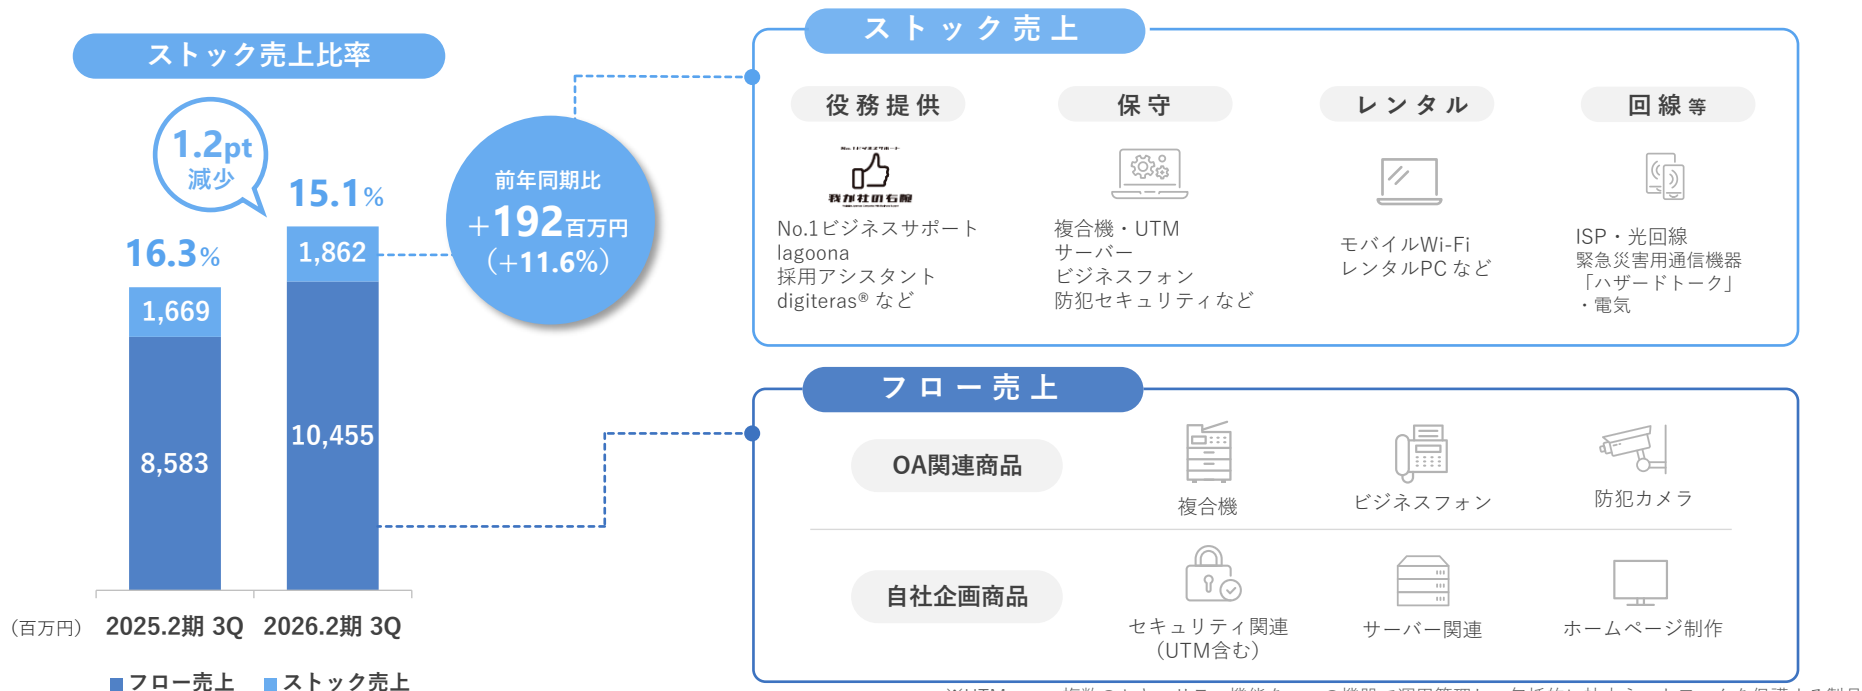 ストック売上比率
1.2pt
減少
16.3%
15.1%
1,669
1,862
8,583
10,455
(百万円)
2025.2期 3Q
2026.2期 3Q
フロー売上
ストック売上
前年同期比
+192百万円
(+11.6%)
ストック売上
役務提供
我が社の右腕
No.1ビジネスサポート
lagoona
採用アシスタント
digiteras® など
保守
複合機・UTM
サーバー
ビジネスフォン
防犯セキュリティなど
レンタル
モバイルWi-Fi
レンタルPC など
回線等
ISP・光回線
緊急災害用通信機器
「ハザードトーク」
・電気
フロー売上
OA関連商品
複合機
ビジネスフォン
防犯カメラ
自社企画商品
セキュリティ関連
(UTM含む)
サーバー関連
ホームページ制作